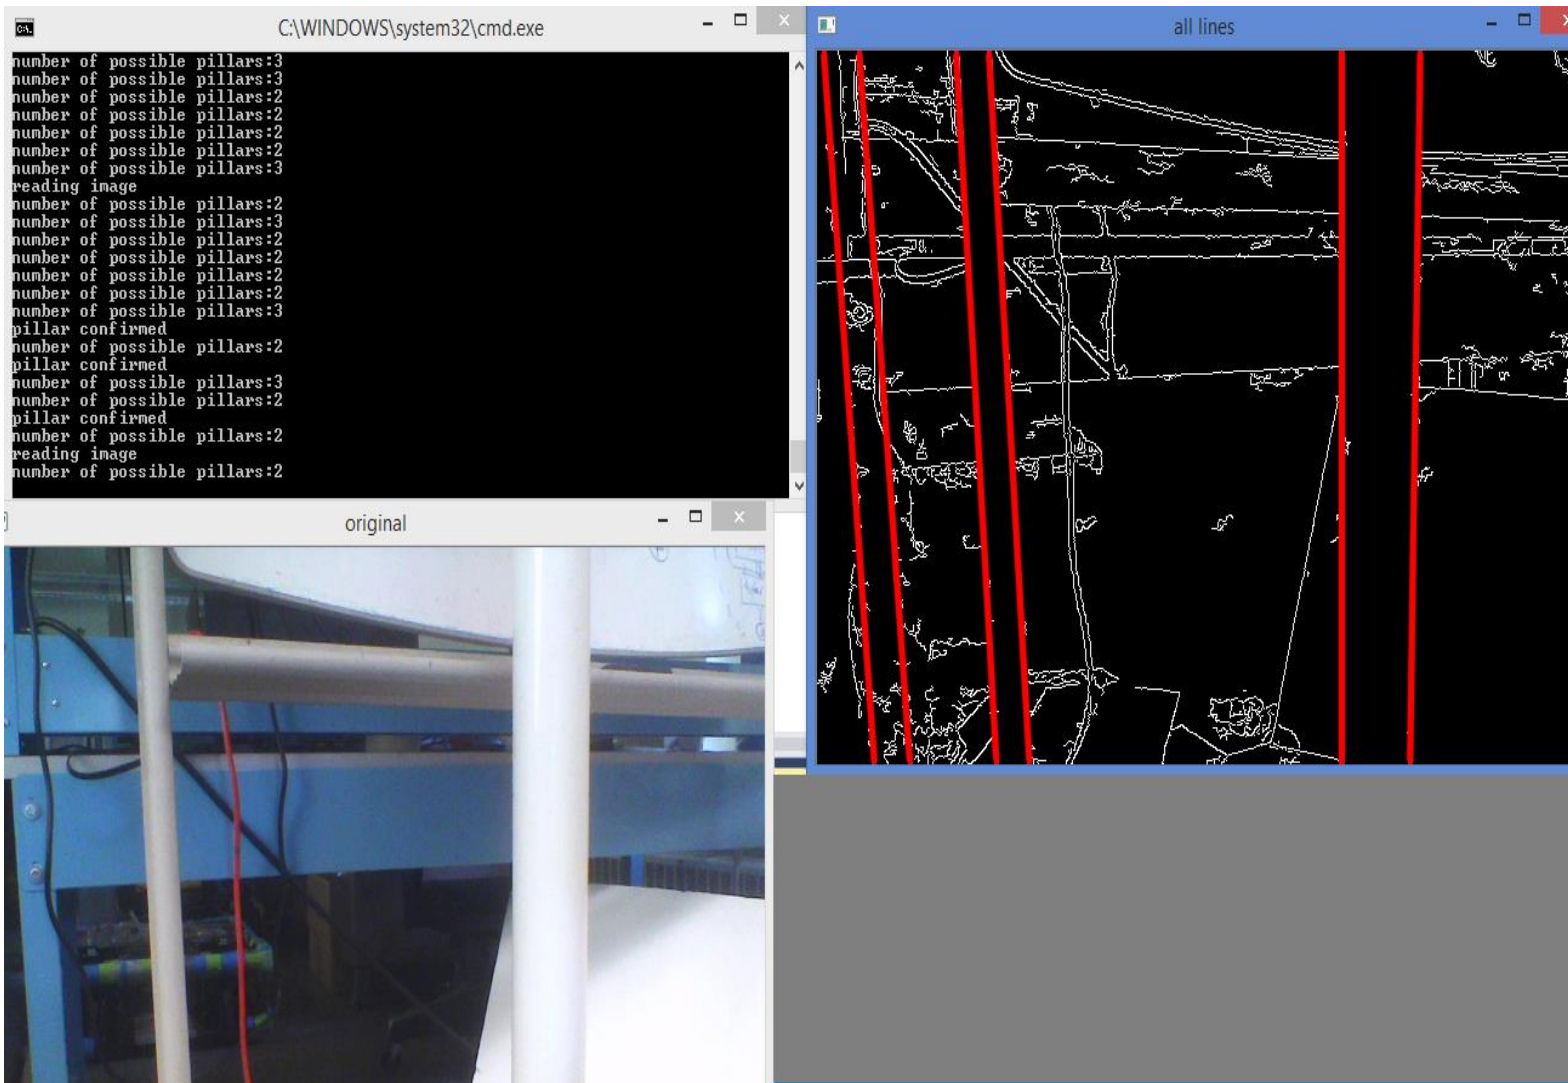 C:\WINDOWS\system32\cmd.exe
number of possible pillars:3
number of possible pillars:3
number of possible pillars:2
number of possible pillars:2
number of possible pillars:2
number of possible pillars:2
number of possible pillars:3
reading image
number of possible pillars:2
number of possible pillars:3
number of possible pillars:2
number of possible pillars:2
number of possible pillars:2
number of possible pillars:2
number of possible pillars:3
pillar confirmed
number of possible pillars:2
pillar confirmed
number of possible pillars:3
number of possible pillars:2
pillar confirmed
number of possible pillars:2
reading image
number of possible pillars:2
all lines
original